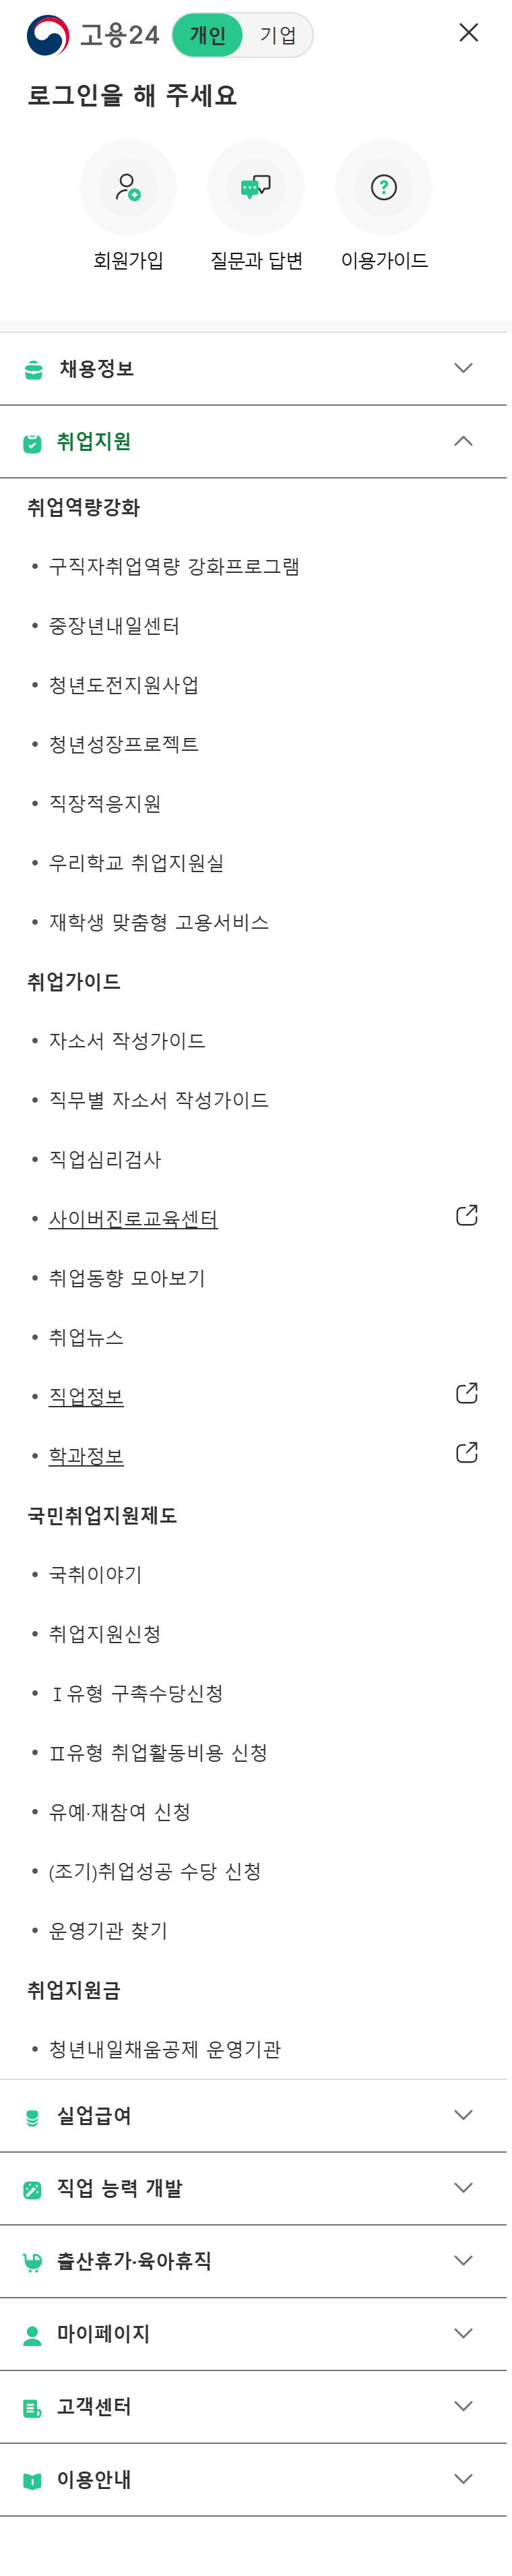 고용24 개인 기업
로그인을 해 주세요
회원가입 질문과 답변 이용가이드
채용정보
취업지원
취업역량강화
• 구직자취업역량 강화프로그램
• 중장년내일센터
• 청년도전지원사업
• 청년성장프로젝트
• 직장적응지원
• 우리학교 취업지원실
• 재학생 맞춤형 고용서비스
취업가이드
• 자소서 작성가이드
• 직무별 자소서 작성가이드
• 직업심리검사
• 사이버진로교육센터
• 취업동향 모아보기
• 취업뉴스
• 직업정보
• 학과정보
국민취업지원제도
• 국취이야기
• 취업지원신청
• Ⅰ유형 구촉수당신청
• Ⅱ유형 취업활동비용 신청
• 유예·재참여 신청
• (조기)취업성공 수당 신청
• 운영기관 찾기
취업지원금
• 청년내일채움공제 운영기관
실업급여
직업 능력 개발
출산휴가·육아휴직
마이페이지
고객센터
이용안내